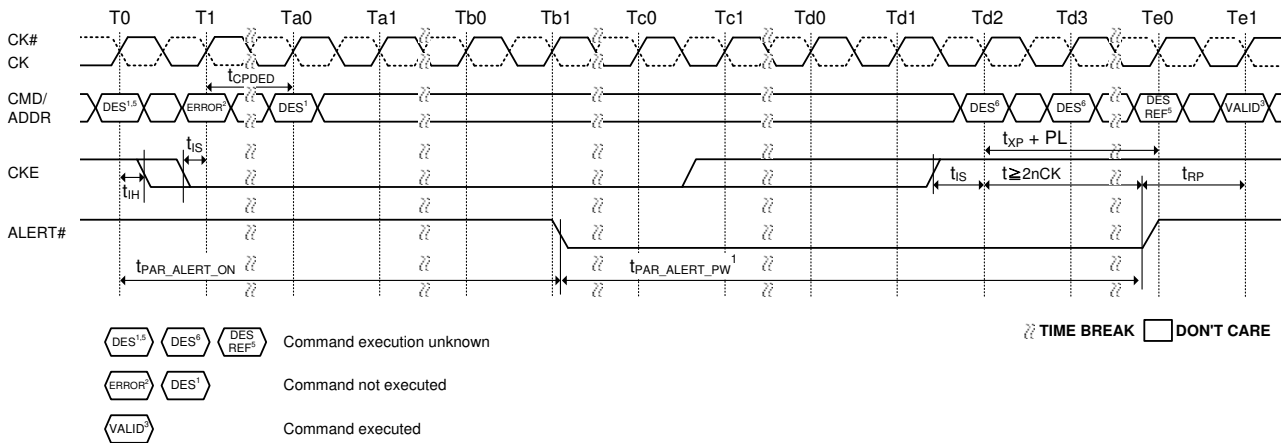 T0 T1 Ta0 Ta1 Tb0 Tb1 Tc0 Tc1 Td0 Td1 Td2 Td3 Te0 Te1
CK#
CK
tCPDED
CMD/
ADDR
DES1,5 ERROR2 DES1 DES6 DES6 DES
REF5 VALID3
tXP + PL
tIS
CKE
tIH
tIS t≧2nCK tRP
ALERT#
tPAR_ALERT_ON tPAR_ALERT_PW1
DES1,5 DES6 DES
REF5 Command execution unknown
TIME BREAK DON'T CARE
ERROR2 DES1 Command not executed
VALID3 Command executed